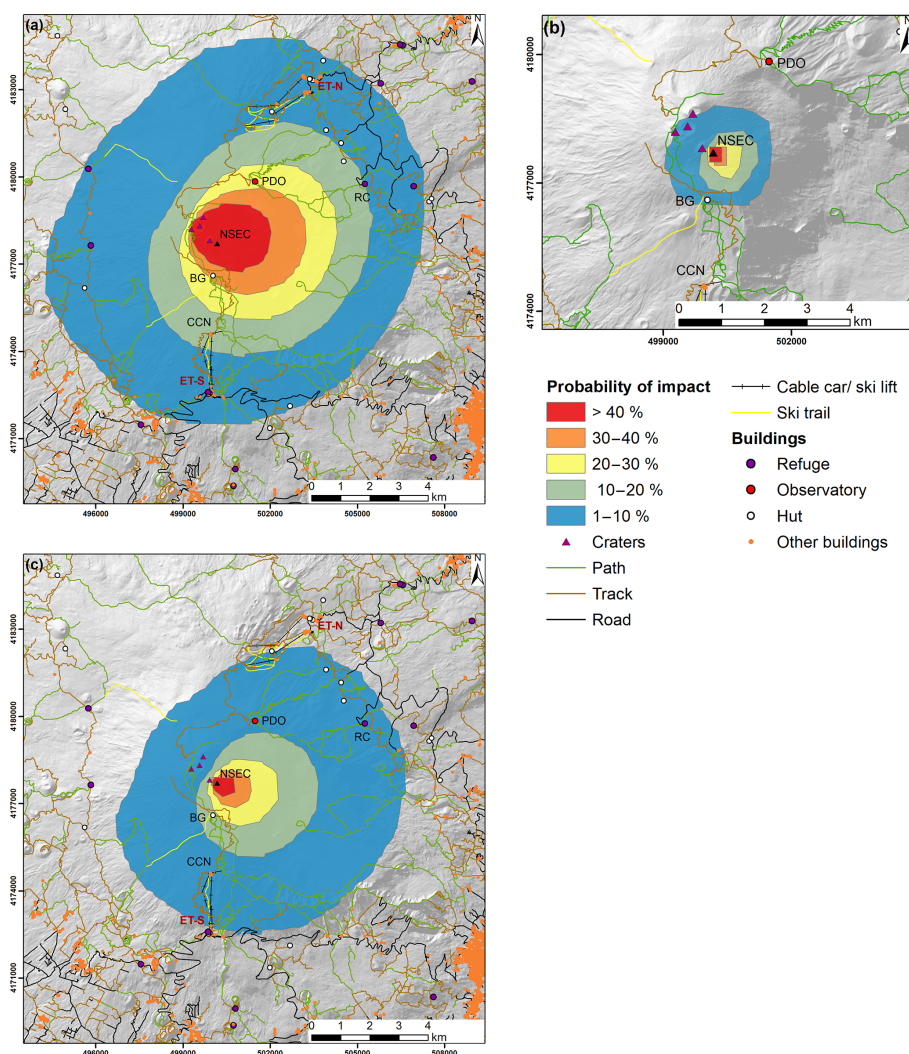 (a)
N
4183000
4180000
4177000
4174000
4171000
ET-N
PDO
RC
NSEC
BG
CCN
ET-S
0 1 2 3 4
km
496000 499000 502000 505000 508000
(b)
N
4180000
4177000
4174000
PDO
NSEC
BG
CCN
0 1 2 3 4
km
499000 502000
Probability of impact
> 40 %
30–40 %
20–30 %
10–20 %
1–10 %
Craters
Path
Track
Road
Cable car/ ski lift
Ski trail
Buildings
Refuge
Observatory
Hut
Other buildings
(c)
N
4183000
4180000
4177000
4174000
4171000
ET-N
PDO
RC
NSEC
BG
CCN
ET-S
0 1 2 3 4
km
496000 499000 502000 505000 508000